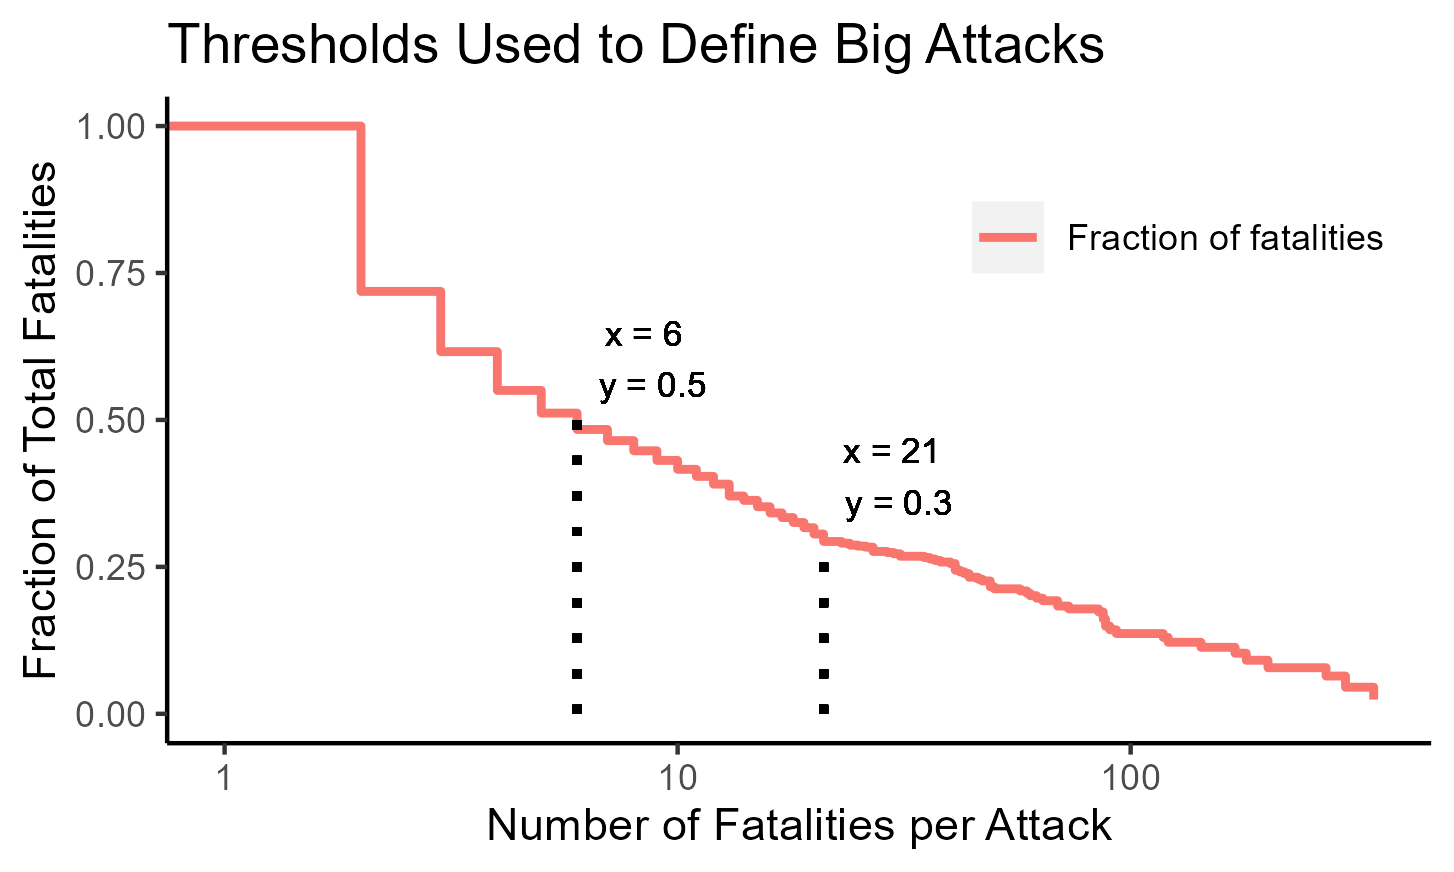 Thresholds Used to Define Big Attacks
Fraction of Total Fatalities
1.00
0.75
0.50
0.25
0.00
Fraction of fatalities
x = 6
y = 0.5
x = 21
y = 0.3
1
10
100
Number of Fatalities per Attack